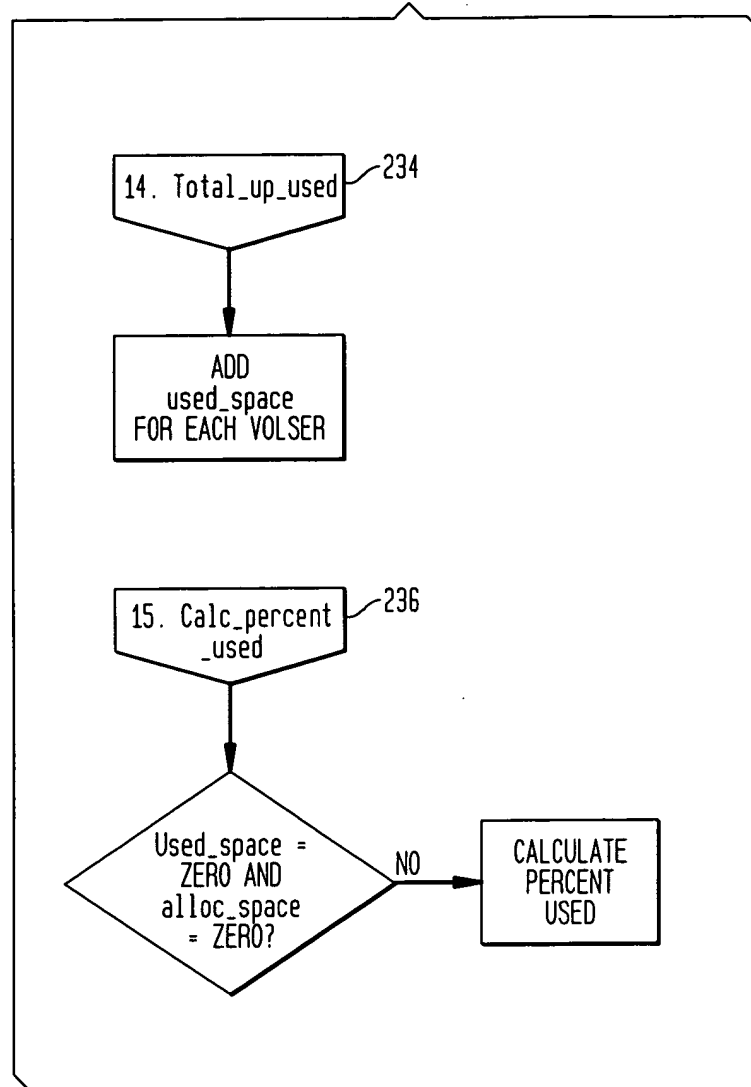 14. Total_up_used
234
ADD
used_space
FOR EACH VOLSER
15. Calc_percent
_used
236
Used_space =
ZERO AND
alloc_space
= ZERO?
NO
CALCULATE
PERCENT
USED